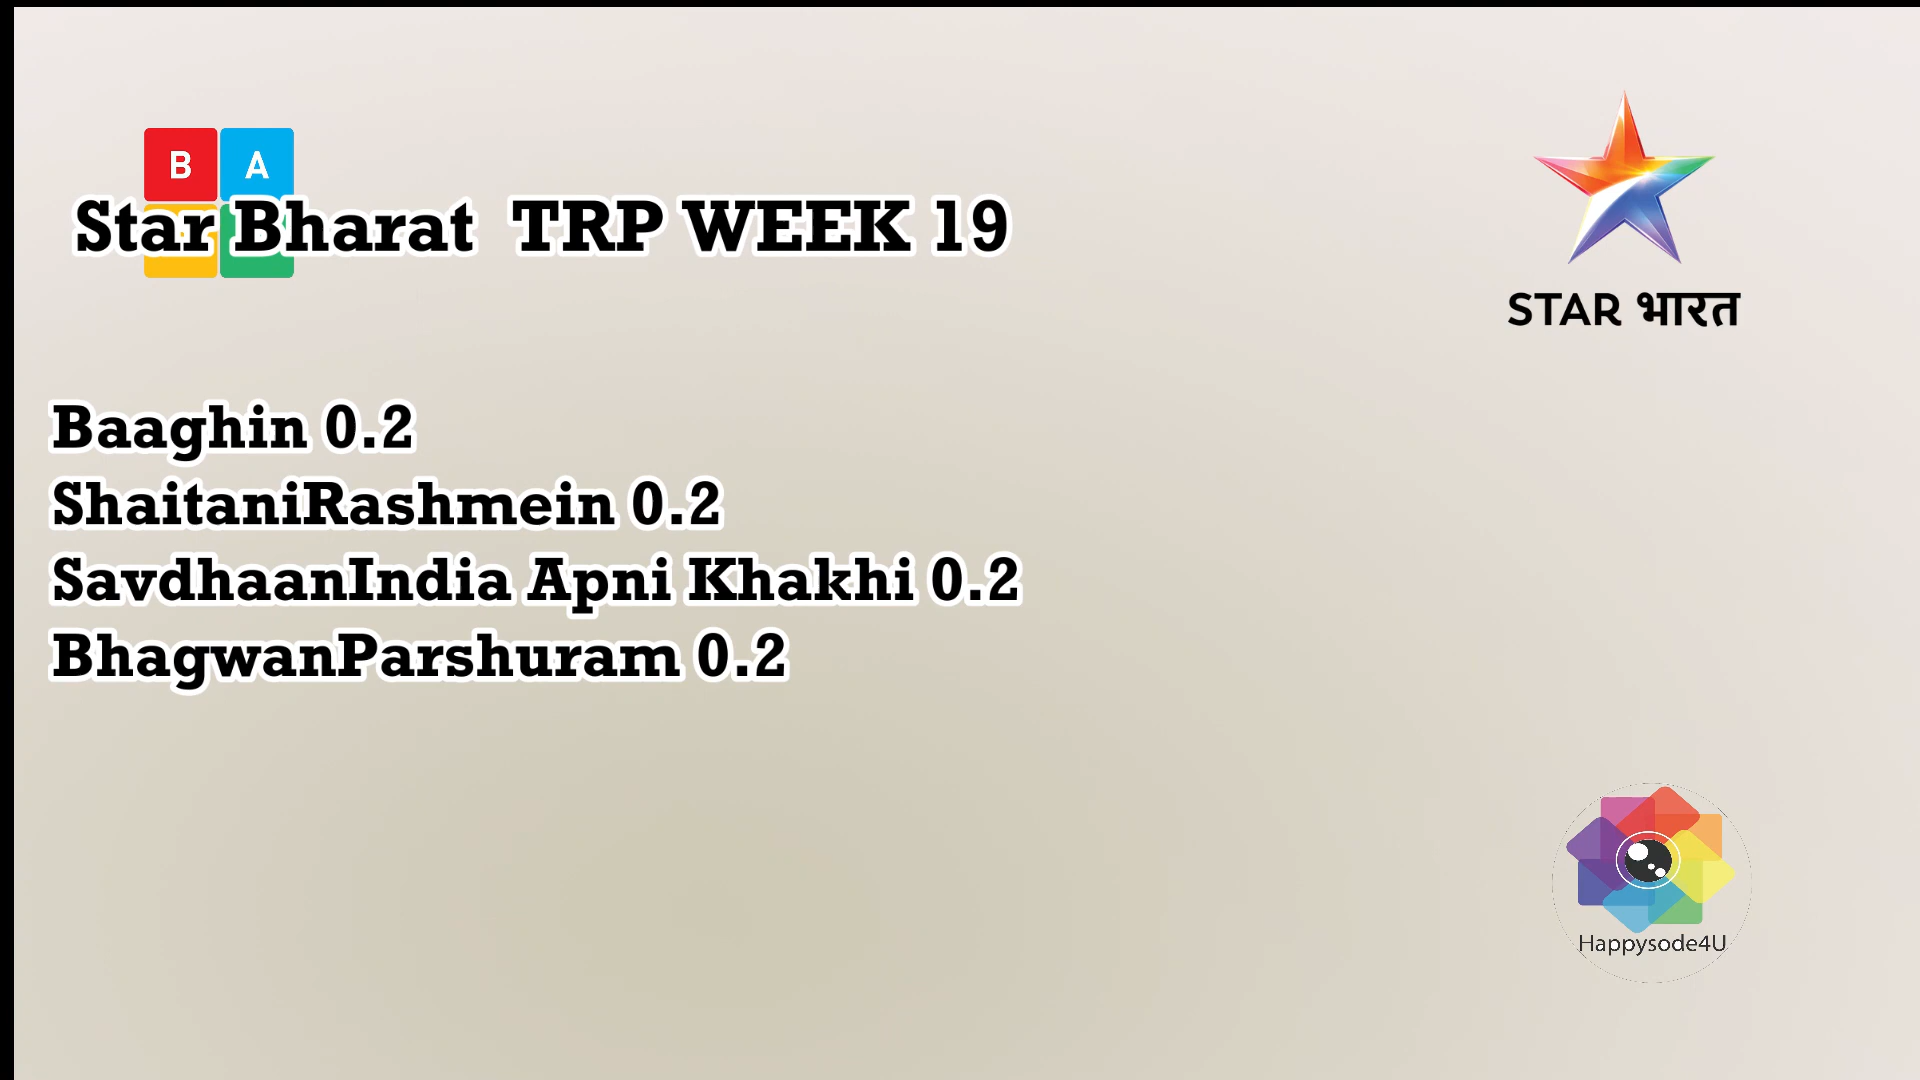 B A
Star Bharat TRP WEEK 19
STAR भारत
Baaghin 0.2
ShaitaniRashmein 0.2
SavdhaanIndia Apni Khakhi 0.2
BhagwanParshuram 0.2
Happysode4U